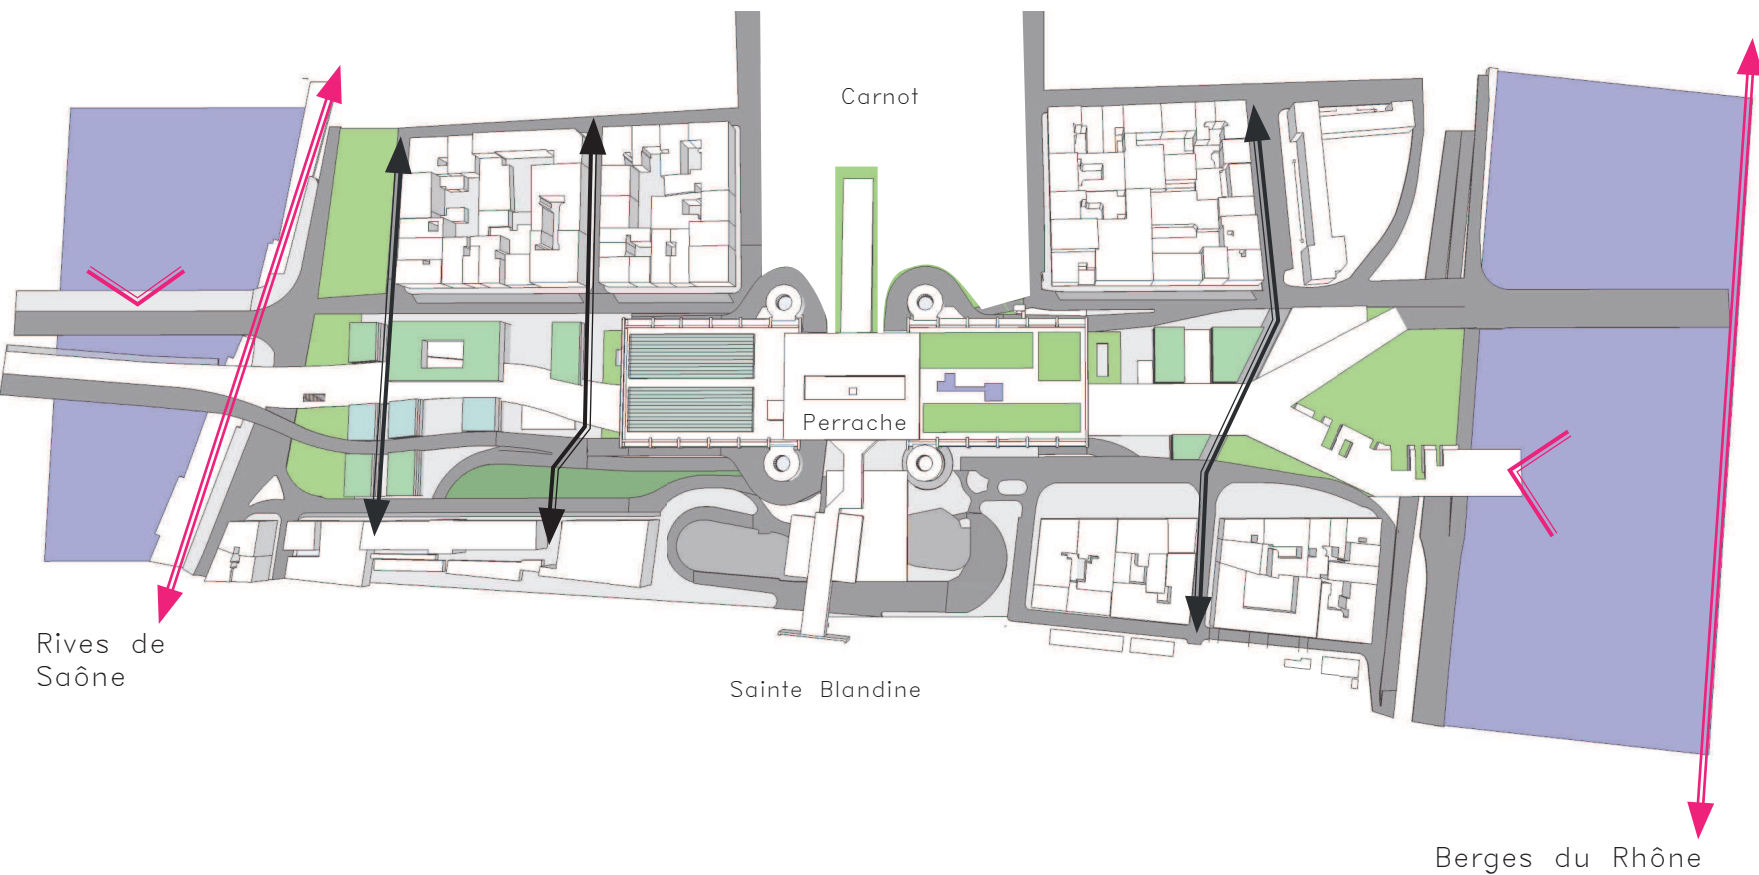 Carnot
Perrache
Rives de
Saône
Sainte Blandine
Berges du Rhône